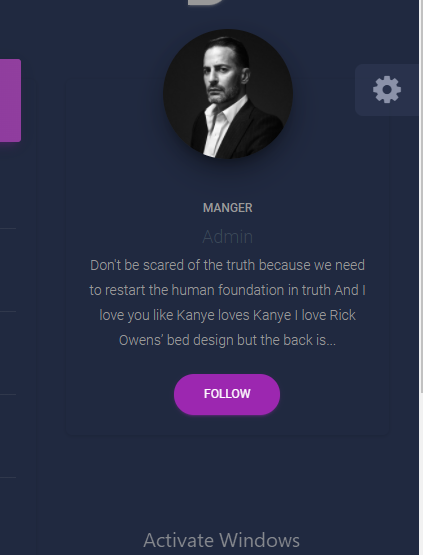 MANGER
Admin
Don't be scared of the truth because we need
to restart the human foundation in truth And I
love you like Kanye loves Kanye I love Rick
Owens’ bed design but the back is...
FOLLOW
Activate Windows